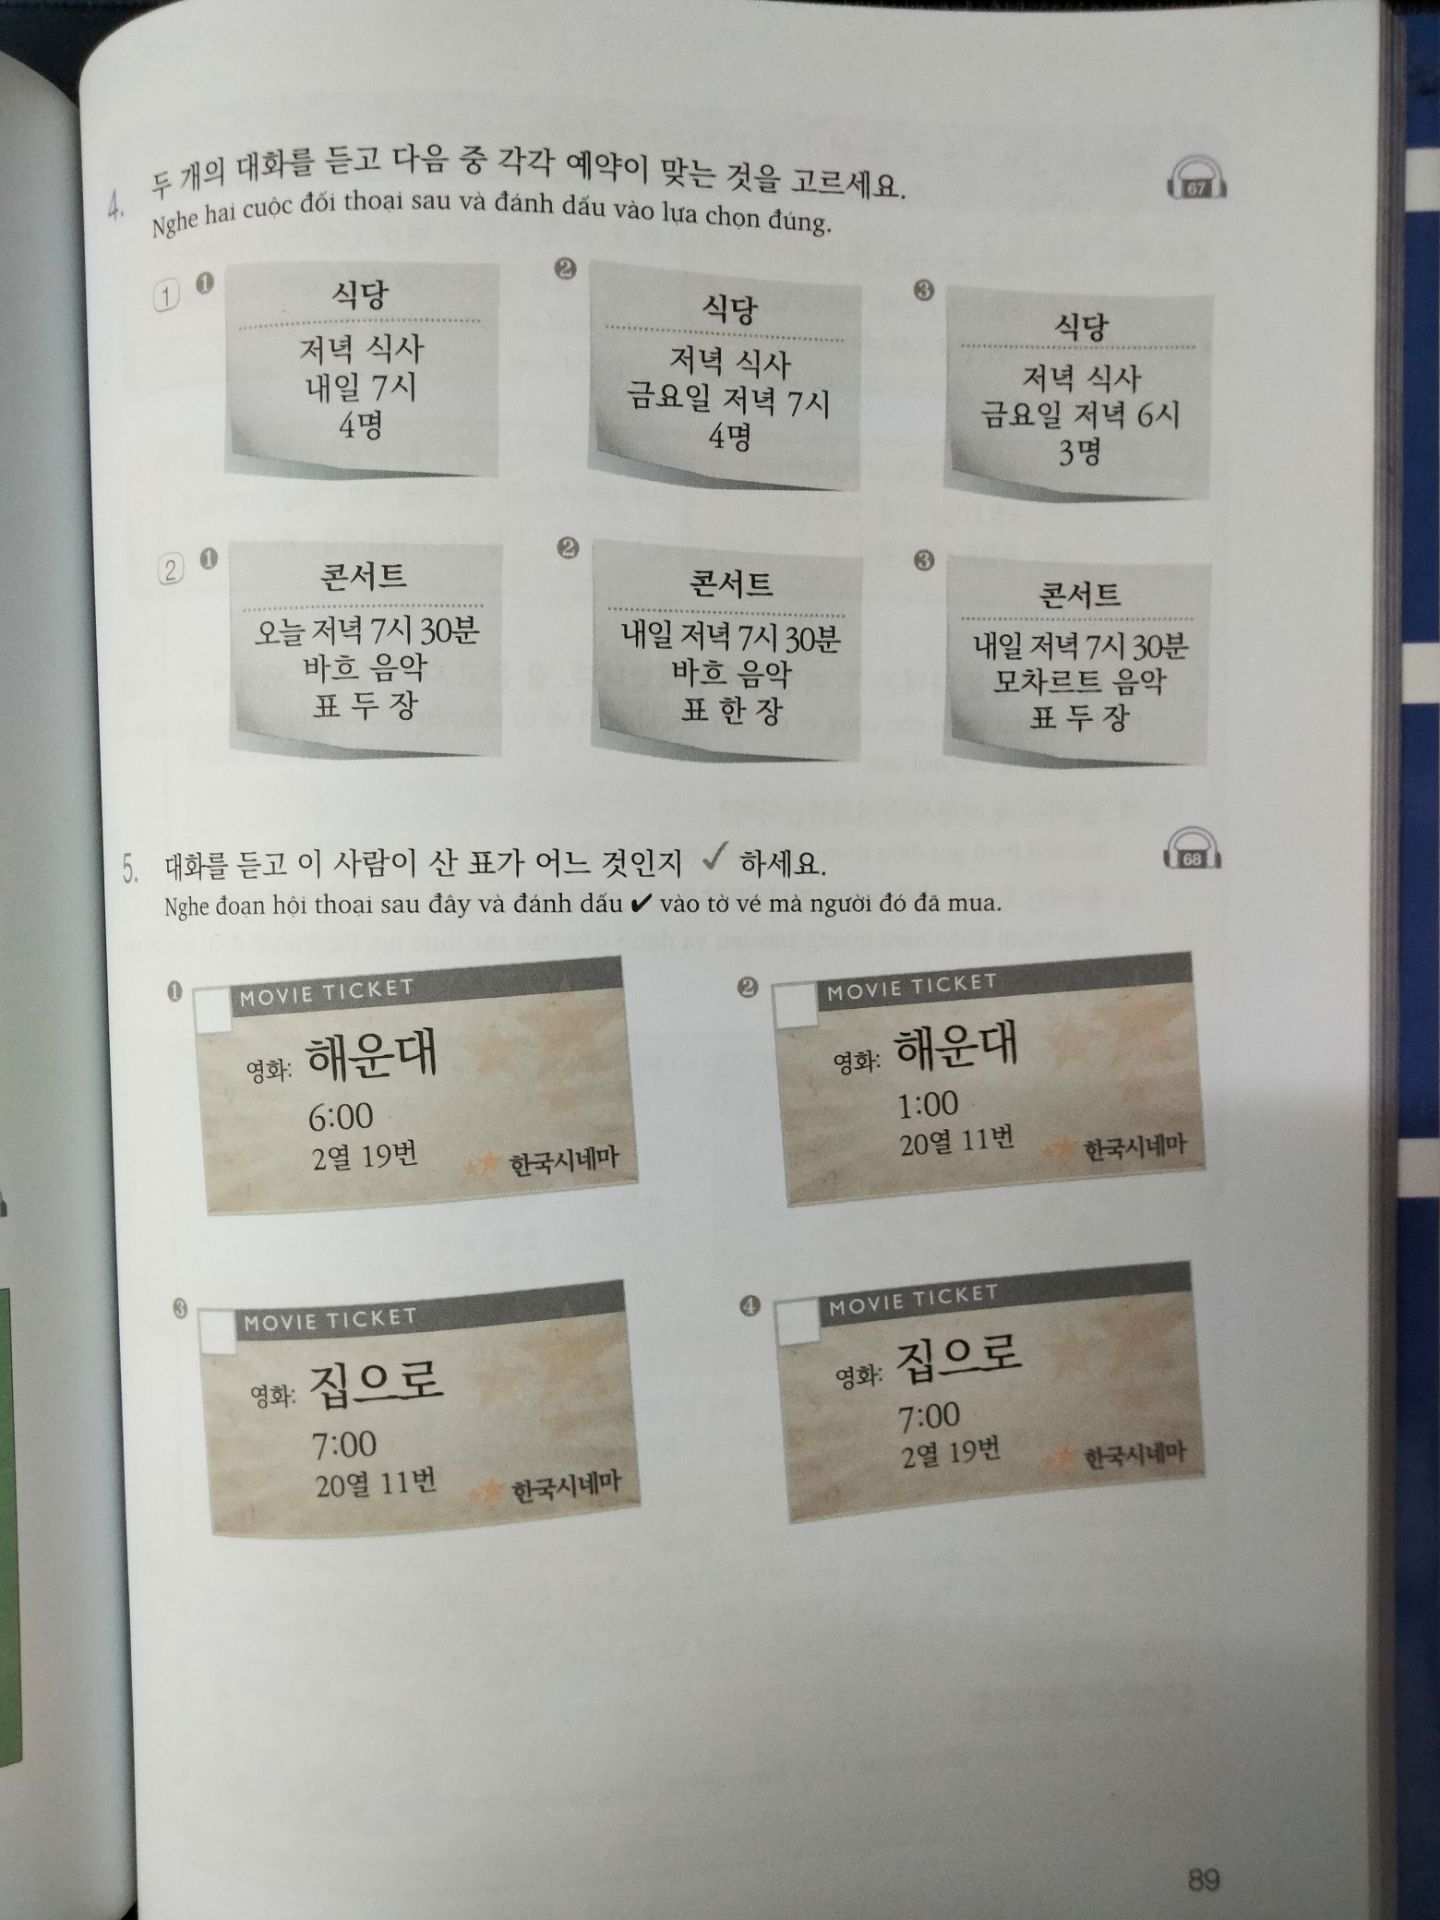 4. 두 개의 대화를 듣고 다음 중 각각 예약이 맞는 것을 고르세요.
67
Nghe hai cuộc đối thoại sau và đánh dấu vào lựa chọn đúng.
1
❶
식당
저녁 식사
내일 7시
4명
❷
식당
저녁 식사
금요일 저녁 7시
4명
❸
식당
저녁 식사
금요일 저녁 6시
3명
2
❶
콘서트
오늘 저녁 7시 30분
바흐 음악
표 두 장
❷
콘서트
내일 저녁 7시 30분
바흐 음악
표 한 장
❸
콘서트
내일 저녁 7시 30분
모차르트 음악
표 두 장
5. 대화를 듣고 이 사람이 산 표가 어느 것인지 ✓ 하세요.
68
Nghe đoạn hội thoại sau đây và đánh dấu ✔ vào tờ vé mà người đó đã mua.
❶
MOVIE TICKET
영화: 해운대
6:00
2열 19번
한국시네마
❷
MOVIE TICKET
영화: 해운대
1:00
20열 11번
한국시네마
❸
MOVIE TICKET
영화: 집으로
7:00
20열 11번
한국시네마
❹
MOVIE TICKET
영화: 집으로
7:00
2열 19번
한국시네마
89